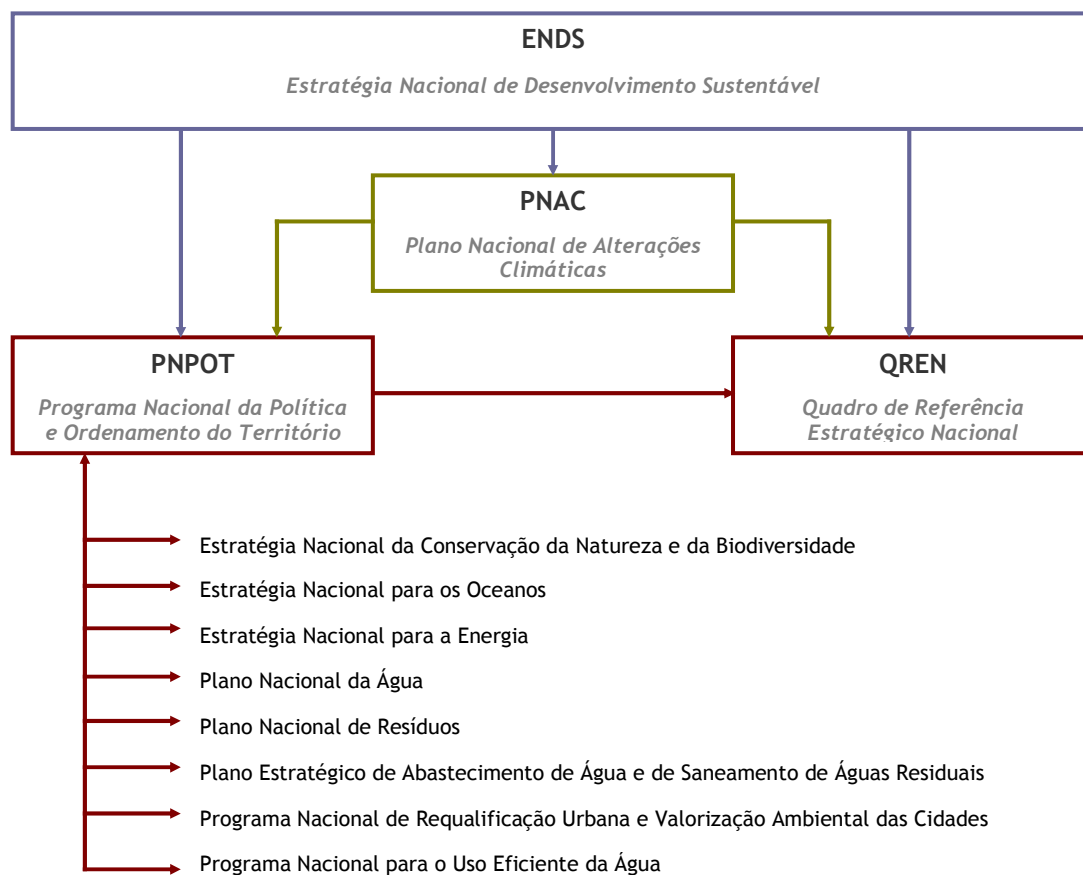 ENDS
Estratégia Nacional de Desenvolvimento Sustentável
PNAC
Plano Nacional de Alterações
Climáticas
PNPOT
Programa Nacional da Política
e Ordenamento do Território
QREN
Quadro de Referência
Estratégico Nacional
Estratégia Nacional da Conservação da Natureza e da Biodiversidade
Estratégia Nacional para os Oceanos
Estratégia Nacional para a Energia
Plano Nacional da Água
Plano Nacional de Resíduos
Plano Estratégico de Abastecimento de Água e de Saneamento de Águas Residuais
Programa Nacional de Requalificação Urbana e Valorização Ambiental das Cidades
Programa Nacional para o Uso Eficiente da Água